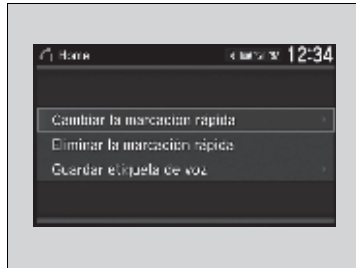 Home 12:34
Cambiar la marcación rápida
Eliminar la marcación rápida
Guardar etiqueta de voz